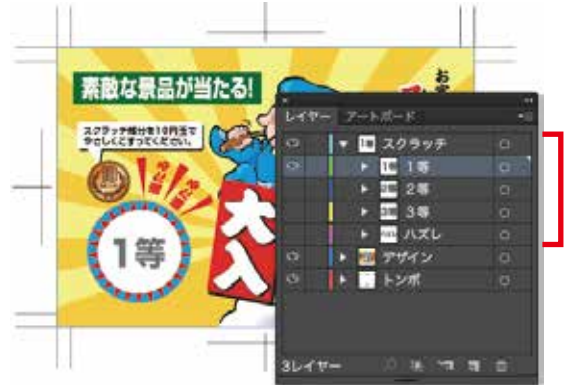 素敵な景品が当たる!
お客
スクラッチ部分を10円玉で
やさしくこすってください。
1等
大入
レイヤー アートボード
スクラッチ
1等
2等
3等
ハズレ
デザイン
トンボ
3レイヤー